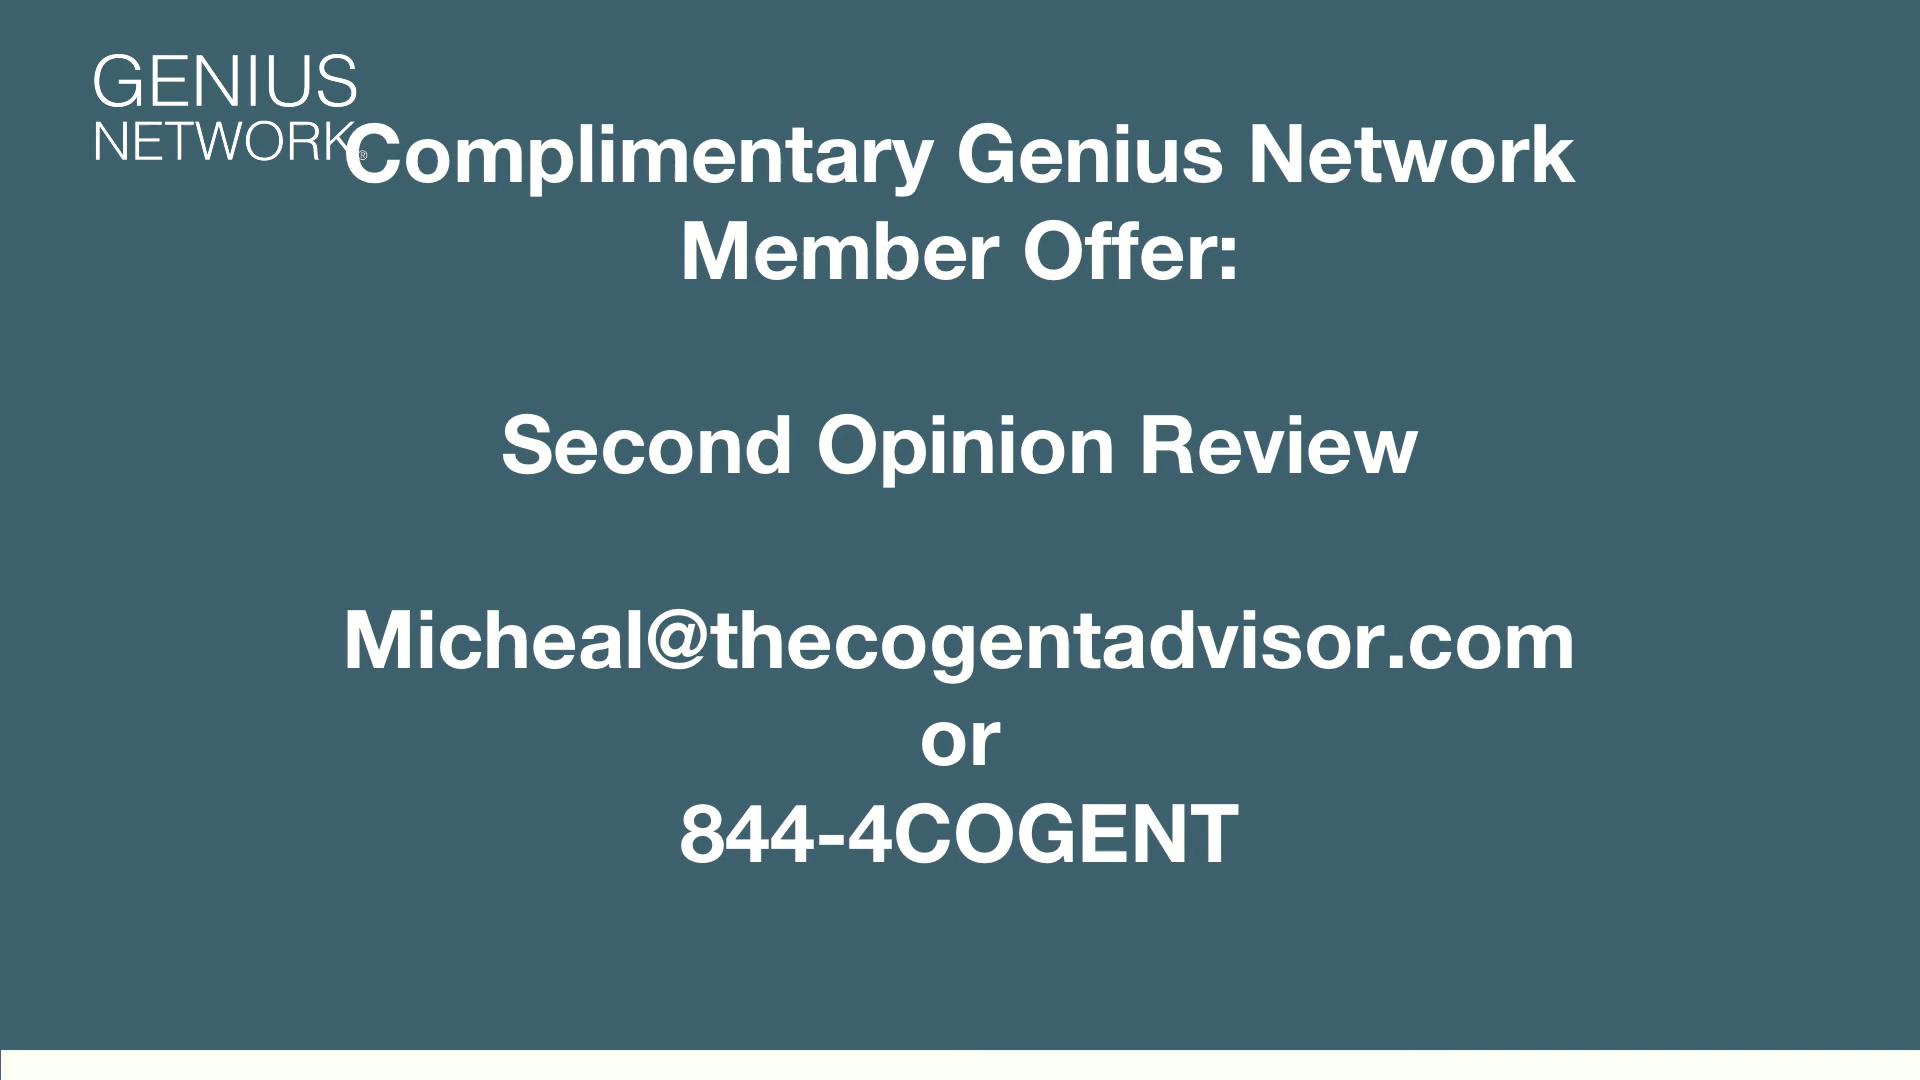 GENIUS
NETWORK®
Complimentary Genius Network
Member Offer:
Second Opinion Review
Micheal@thecogentadvisor.com
or
844-4COGENT